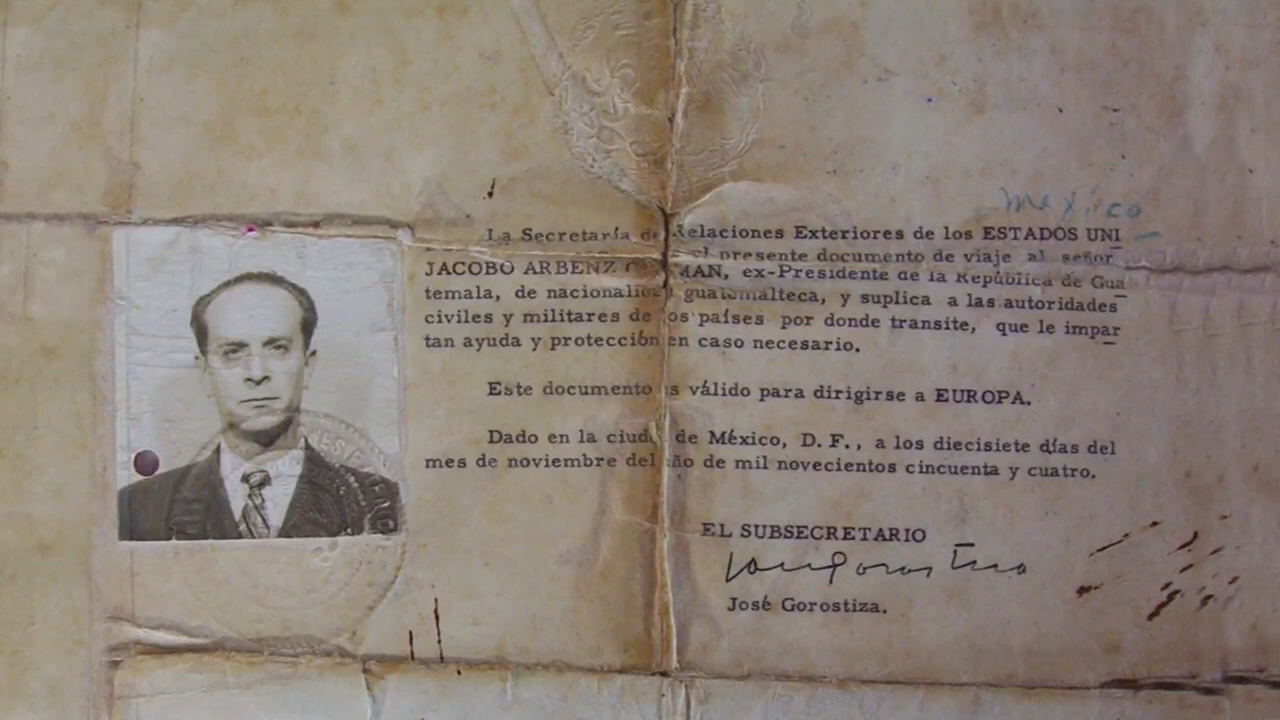 mexico
La Secretaría de Relaciones Exteriores de los ESTADOS UNI
el presente documento de viaje al señor
JACOBO ARBENZ MAN, ex-Presidente de la República de Gua
temala, de nacionalidad guatemalteca, y suplica a las autoridades
civiles y militares de los países por donde transite, que le impar
tan ayuda y protección en caso necesario.
Este documento es válido para dirigirse a EUROPA.
Dado en la ciudad de México, D. F., a los diecisiete días del
mes de noviembre del año de mil novecientos cincuenta y cuatro.
EL SUBSECRETARIO
José Gorostiza
José Gorostiza.